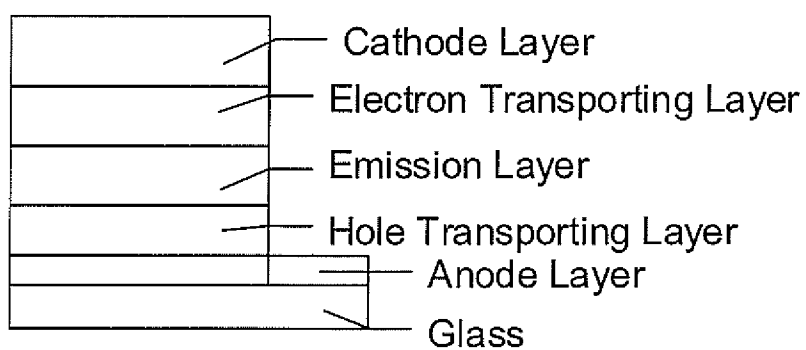 Cathode Layer
Electron Transporting Layer
Emission Layer
Hole Transporting Layer
Anode Layer
Glass